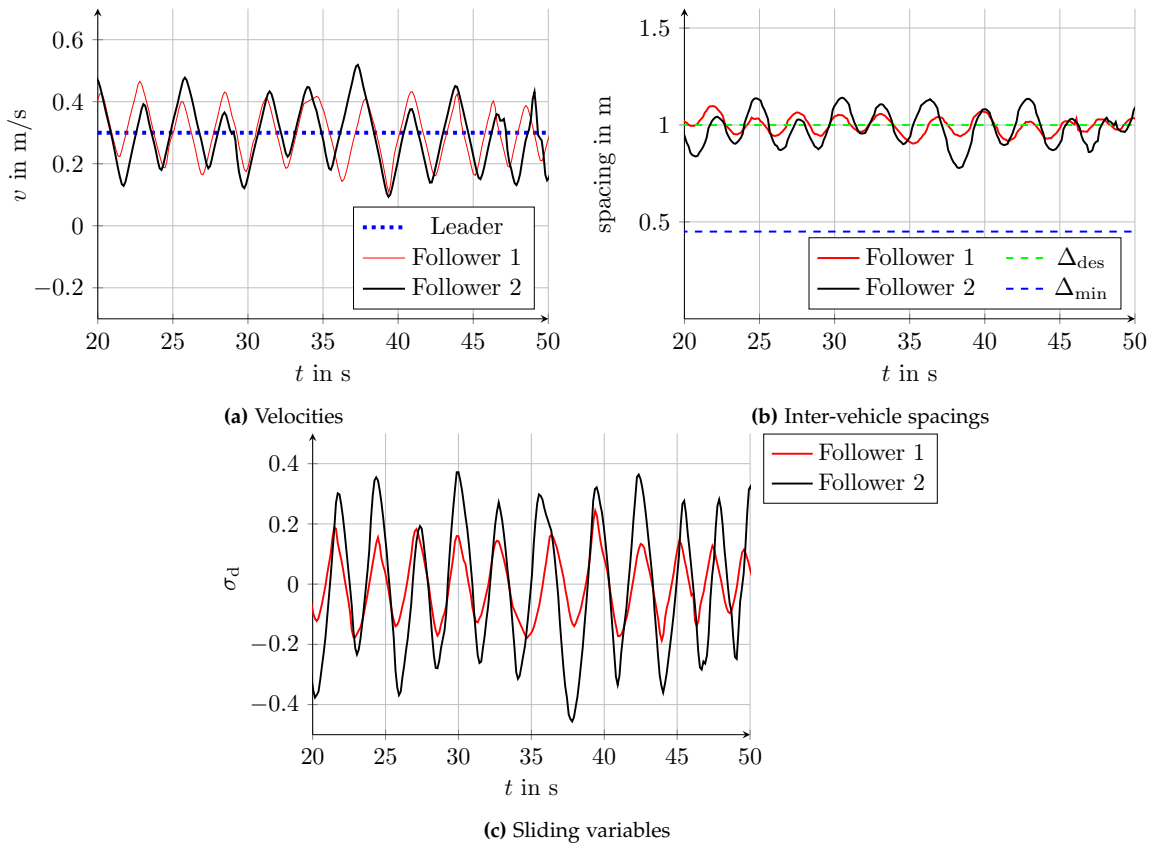 0.6
0.4
0.2
0
−0.2
v in m/s
20 25 30 35 40 45 50
t in s
Leader
Follower 1
Follower 2
(a) Velocities
1.5
1
0.5
spacing in m
20 25 30 35 40 45 50
t in s
Follower 1 Δdes
Follower 2 Δmin
(b) Inter-vehicle spacings
0.4
0.2
0
−0.2
−0.4
σd
20 25 30 35 40 45 50
t in s
Follower 1
Follower 2
(c) Sliding variables